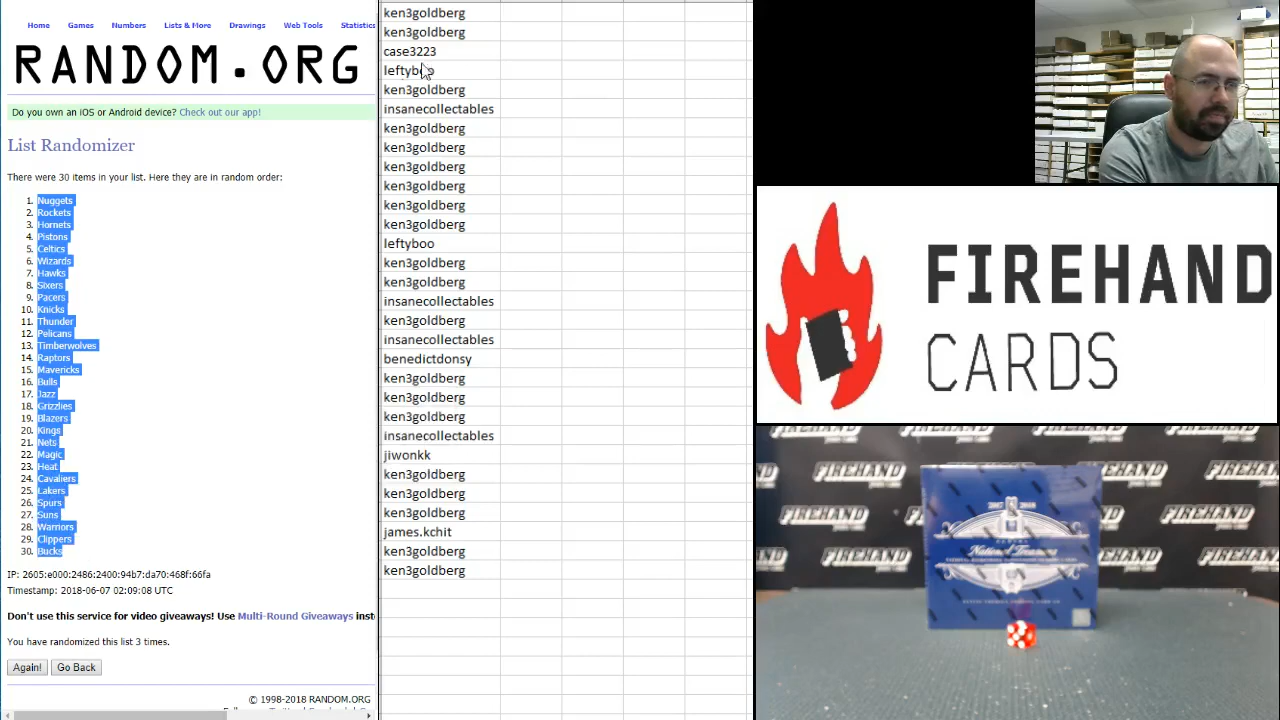 Home Games Numbers Lists & More Drawings Web Tools Statistics
RANDOM.ORG
Do you own an iOS or Android device? Check out our app!
List Randomizer
There were 30 items in your list. Here they are in random order:
1. Nuggets
2. Rockets
3. Hornets
4. Pistons
5. Celtics
6. Wizards
7. Hawks
8. Sixers
9. Pacers
10. Knicks
11. Thunder
12. Pelicans
13. Timberwolves
14. Raptors
15. Mavericks
16. Bulls
17. Jazz
18. Grizzlies
19. Blazers
20. Kings
21. Nets
22. Magic
23. Heat
24. Cavaliers
25. Lakers
26. Spurs
27. Suns
28. Warriors
29. Clippers
30. Bucks
IP: 2605:e000:2486:2400:94b7:da70:468f:66fa
Timestamp: 2018-06-07 02:09:08 UTC
Don't use this service for video giveaways! Use Multi-Round Giveaways inst
You have randomized this list 3 times.
Again! Go Back
© 1998-2018 RANDOM.ORG
ken3goldberg
ken3goldberg
case3223
leftyboo
ken3goldberg
insanecollectables
ken3goldberg
ken3goldberg
ken3goldberg
ken3goldberg
ken3goldberg
ken3goldberg
leftyboo
ken3goldberg
ken3goldberg
insanecollectables
ken3goldberg
insanecollectables
benedictdonsy
ken3goldberg
ken3goldberg
ken3goldberg
insanecollectables
jiwonkk
ken3goldberg
ken3goldberg
ken3goldberg
james.kchit
ken3goldberg
ken3goldberg
FIREHAND
CARDS
FIREHAND
FIREHAND
FIREHAND
2017 2018
National Treasures